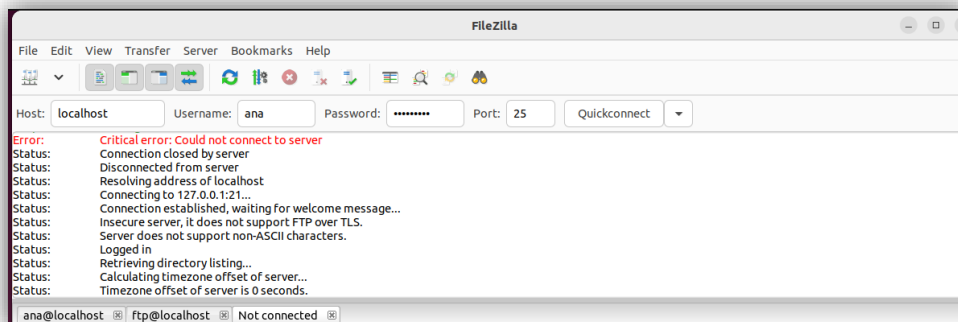 FileZilla
File Edit View Transfer Server Bookmarks Help
Host: localhost Username: ana Password: ••••••••• Port: 25 Quickconnect
Error: Critical error: Could not connect to server
Status: Connection closed by server
Status: Disconnected from server
Status: Resolving address of localhost
Status: Connecting to 127.0.0.1:21...
Status: Connection established, waiting for welcome message...
Status: Insecure server, it does not support FTP over TLS.
Status: Server does not support non-ASCII characters.
Status: Logged in
Status: Retrieving directory listing...
Status: Calculating timezone offset of server...
Status: Timezone offset of server is 0 seconds.
ana@localhost ftp@localhost Not connected